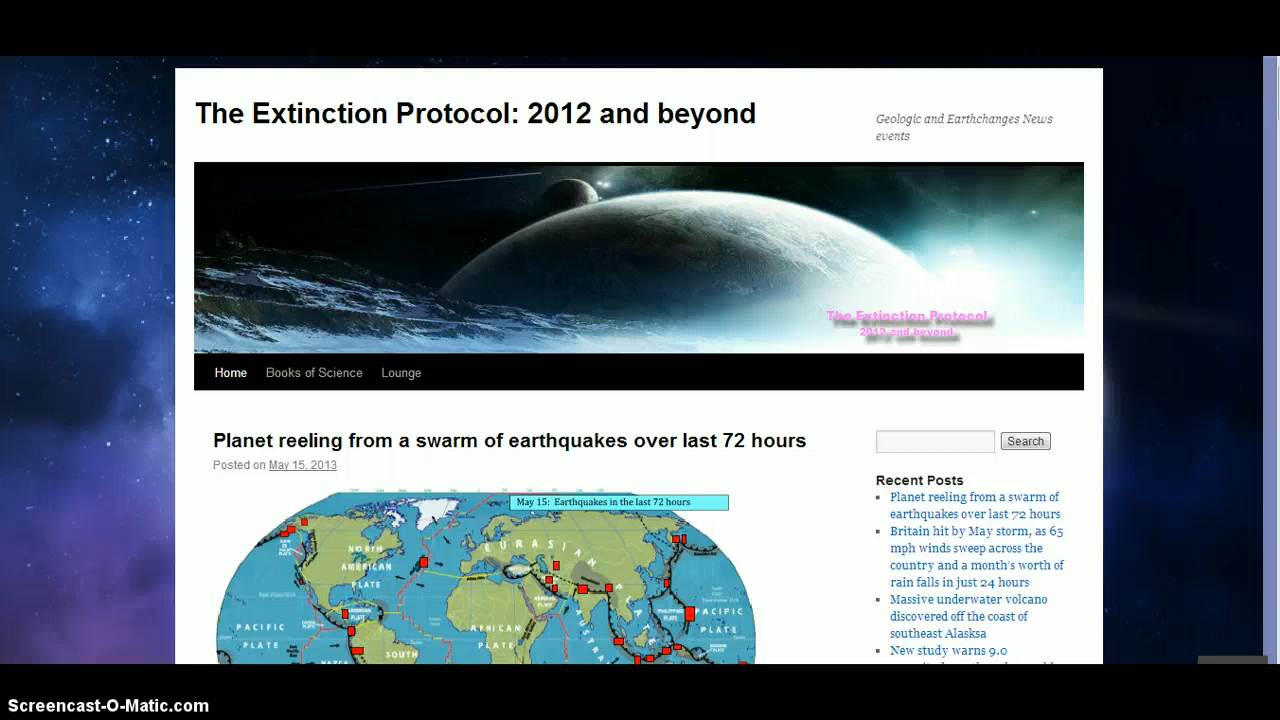 The Extinction Protocol: 2012 and beyond
Geologic and Earthchanges News
events
The Extinction Protocol
2012 and beyond
Home Books of Science Lounge
Planet reeling from a swarm of earthquakes over last 72 hours
Posted on May 15, 2013
May 15: Earthquakes in the last 72 hours
NORTH
AMERICAN
PLATE
EURASIAN PLATE
PACIFIC
PLATE
AFRICAN
PLATE
PACIFIC
PLATE
SOUTH
Search
Recent Posts
Planet reeling from a swarm of
earthquakes over last 72 hours
Britain hit by May storm, as 65
mph winds sweep across the
country and a month's worth of
rain falls in just 24 hours
Massive underwater volcano
discovered off the coast of
southeast Alasksa
New study warns 9.0
Screencast-O-Matic.com